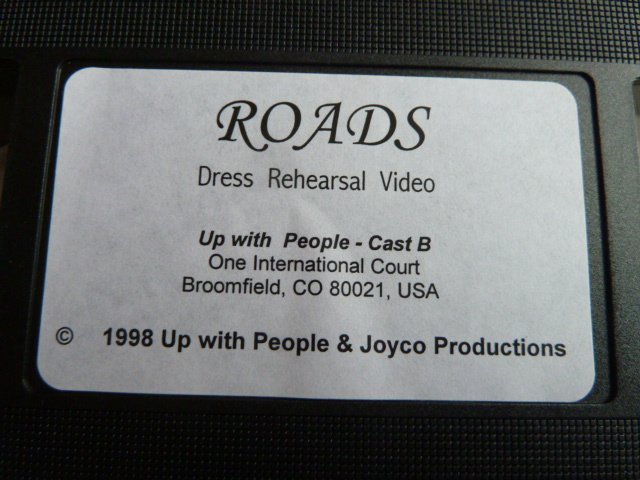 ROADS
Dress Rehearsal Video
Up with People - Cast B
One International Court
Broomfield, CO 80021, USA
© 1998 Up with People & Joyco Productions